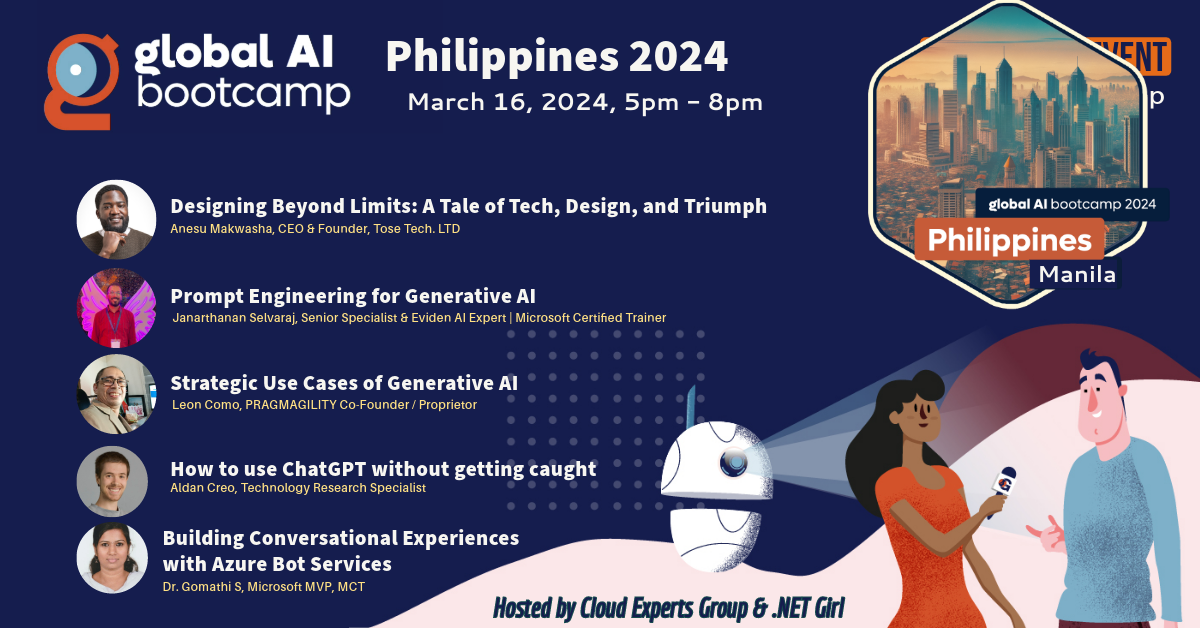 global AI
bootcamp
Philippines 2024
March 16, 2024, 5pm – 8pm
VENT
p
global AI bootcamp 2024
Philippines
Manila
Designing Beyond Limits: A Tale of Tech, Design, and Triumph
Anesu Makwasha, CEO & Founder, Tose Tech. LTD
Prompt Engineering for Generative AI
Janarthanan Selvaraj, Senior Specialist & Eviden AI Expert | Microsoft Certified Trainer
Strategic Use Cases of Generative AI
Leon Como, PRAGMAGILITY Co-Founder / Proprietor
How to use ChatGPT without getting caught
Aldan Creo, Technology Research Specialist
Building Conversational Experiences
with Azure Bot Services
Dr. Gomathi S, Microsoft MVP, MCT
Hosted by Cloud Experts Group & .NET Girl